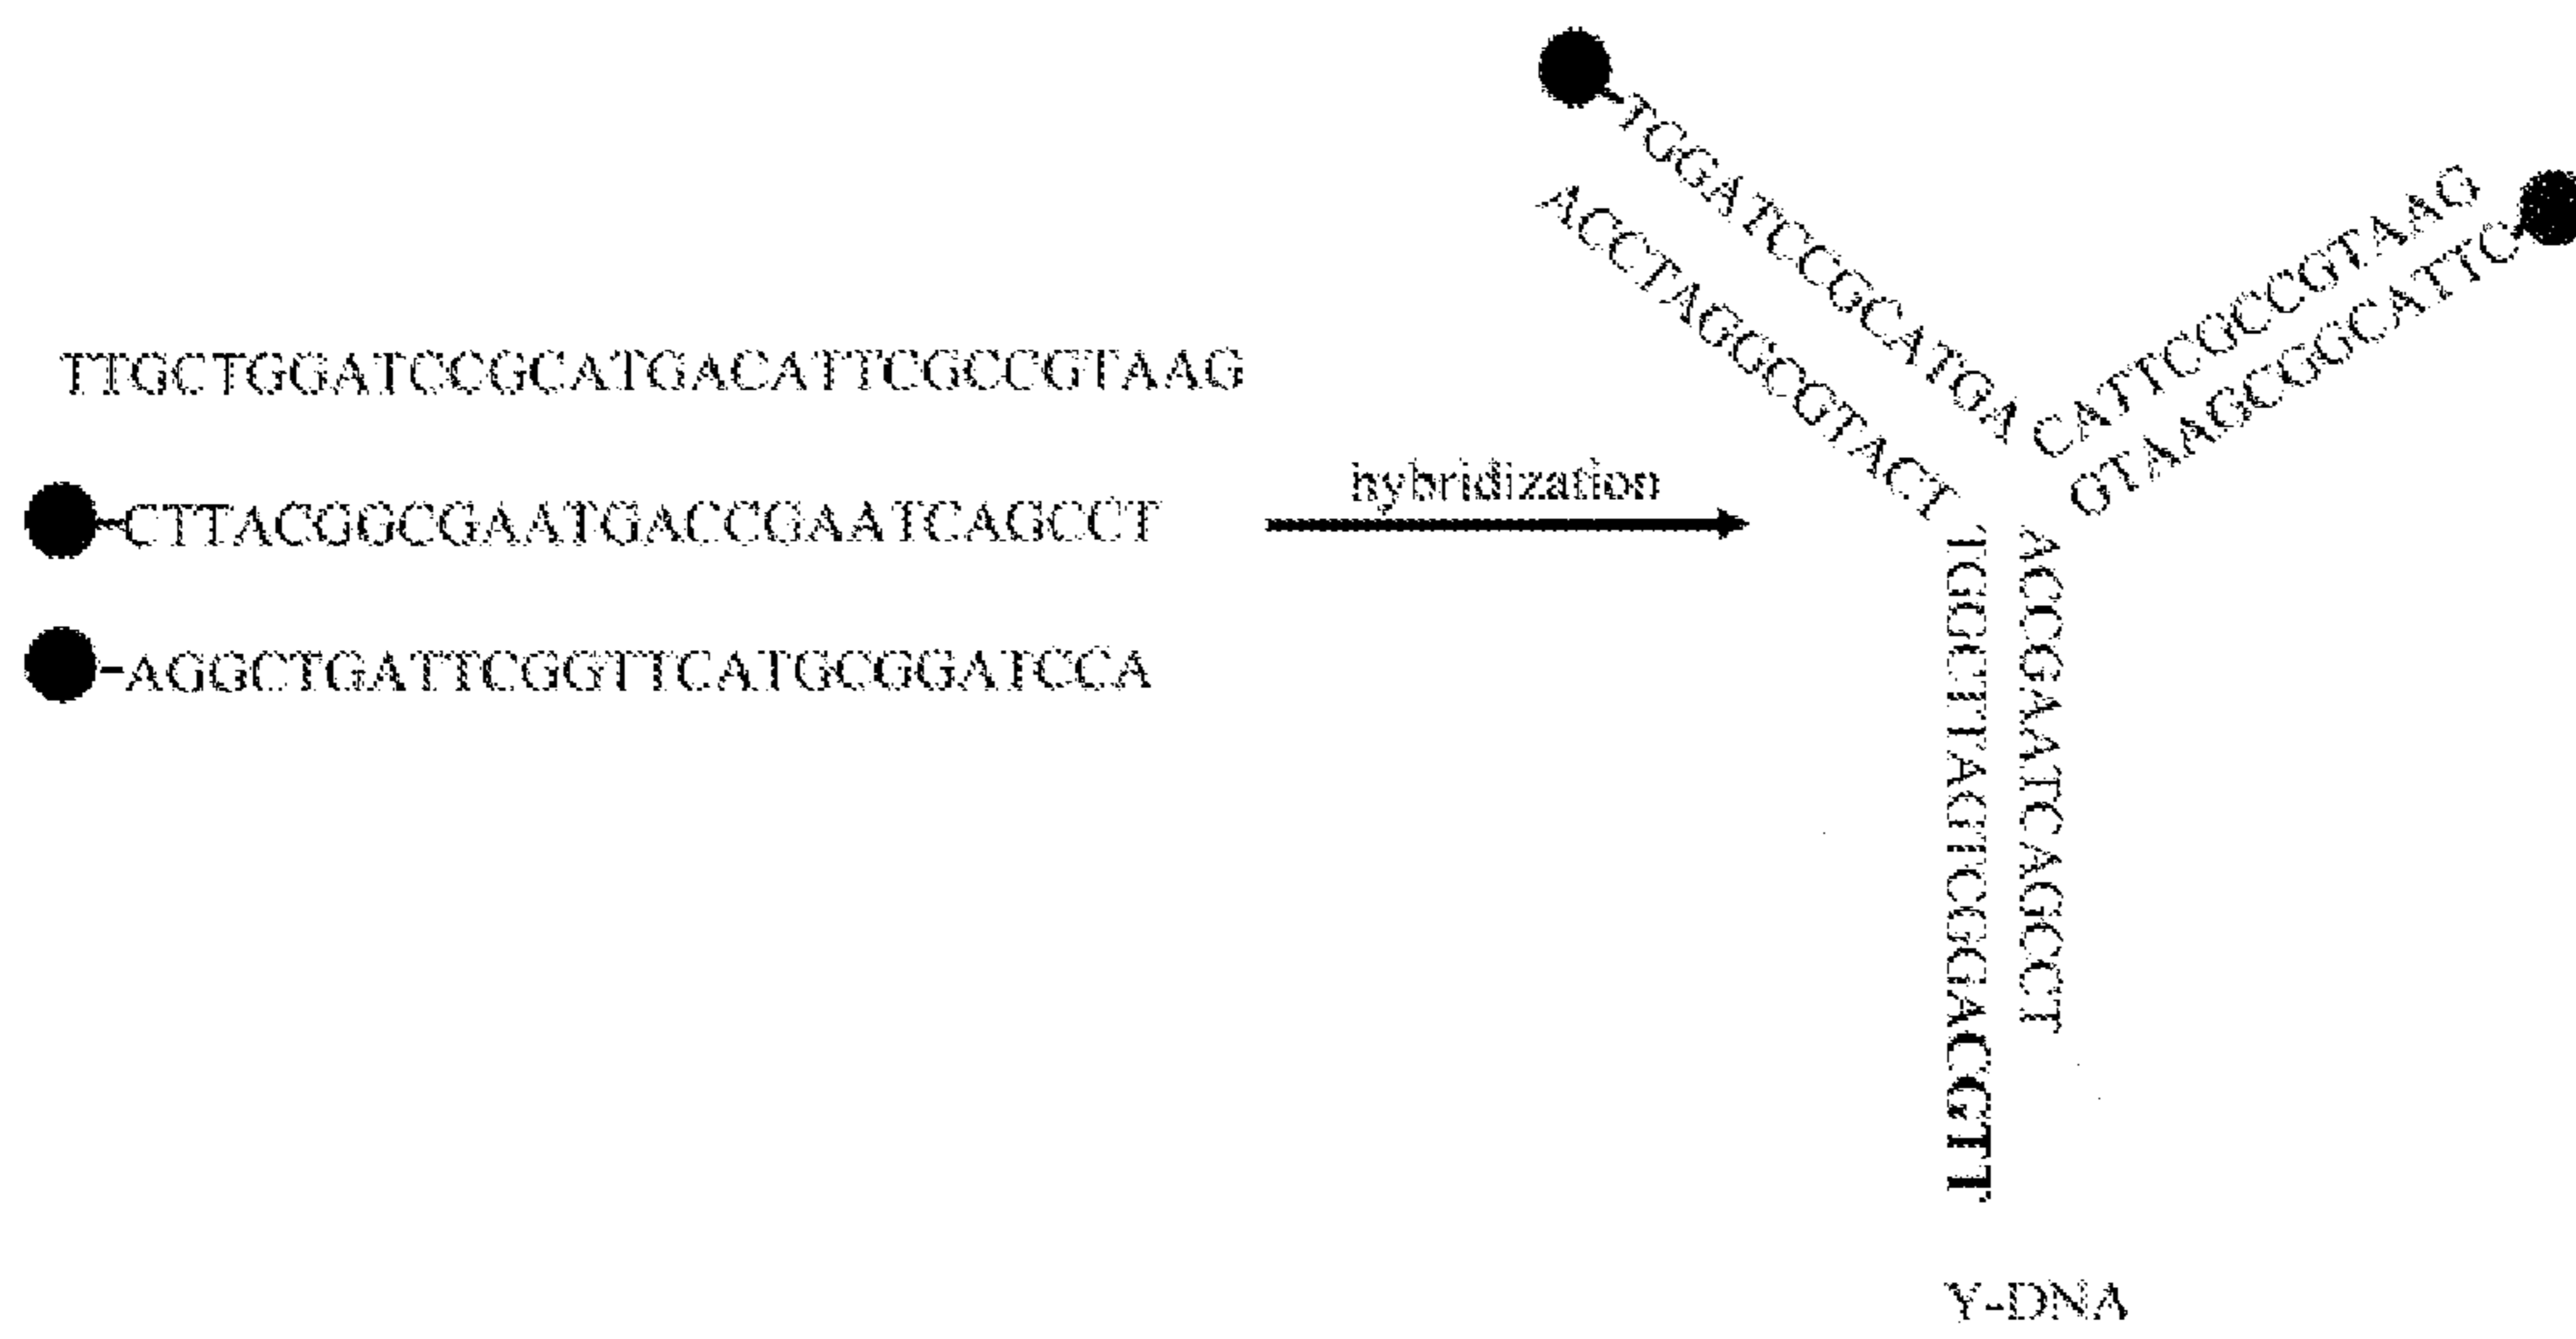 TTGCTGGATCCGCATGACATTCGCCGTAAG
CTTACGGCGAATGACCGAATCAGCCT
AGGCTGATTCGGTTCATGCGGATCCA
hybridization
TGGATCCGCATGA
ACCTAGGCGTACT
CATTCGCCGTAAG
GTAAGCGGCATTC
TGGCTTAGTCGGACGTT
ACCGAATCAGCCT
Y-DNA